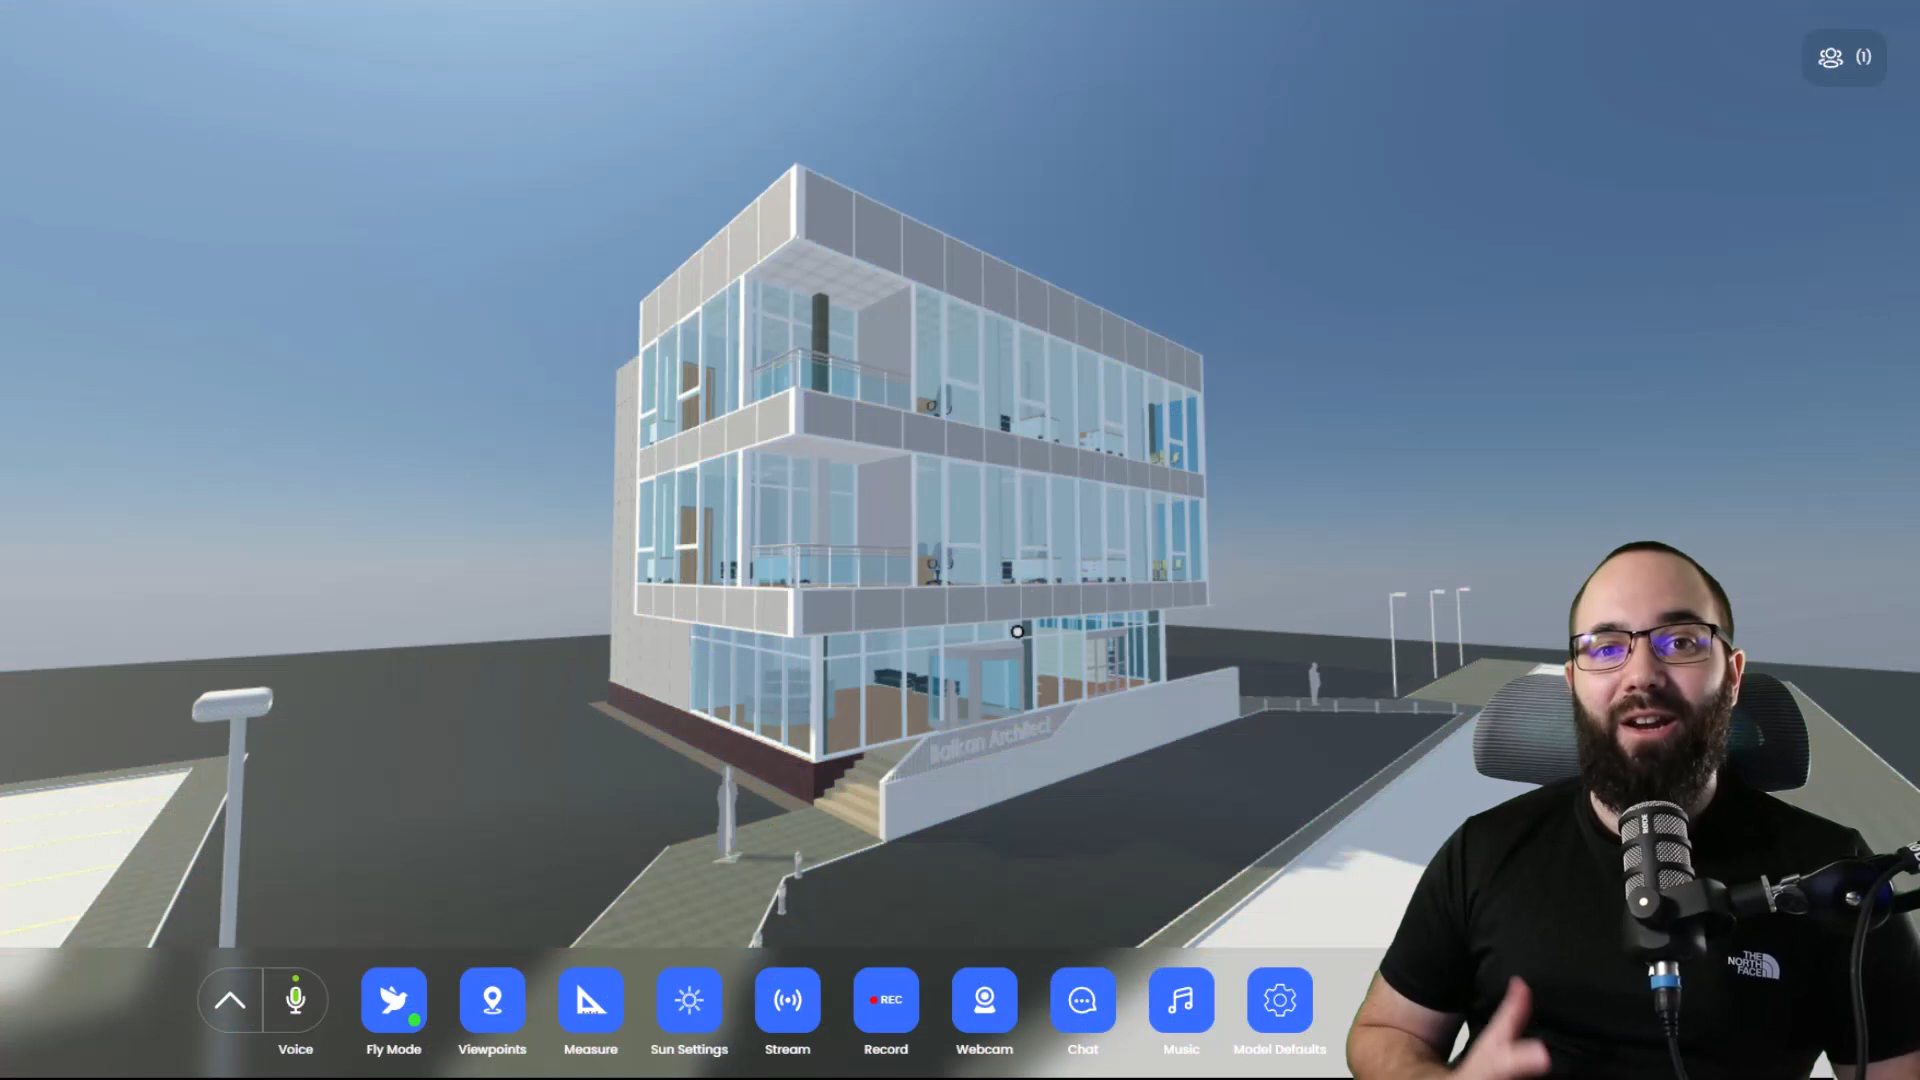 (1)
Balkan Architect
RØDE
THE
NORTH
FACE
REC
Voice
Fly Mode
Viewpoints
Measure
Sun Settings
Stream
Record
Webcam
Chat
Music
Model Defaults